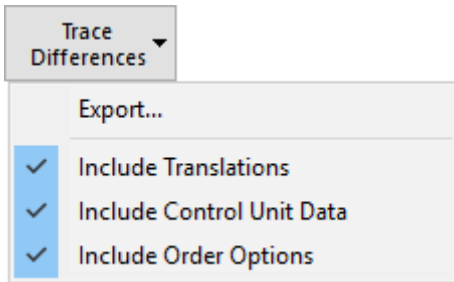 Trace
Differences
Export...
Include Translations
Include Control Unit Data
Include Order Options